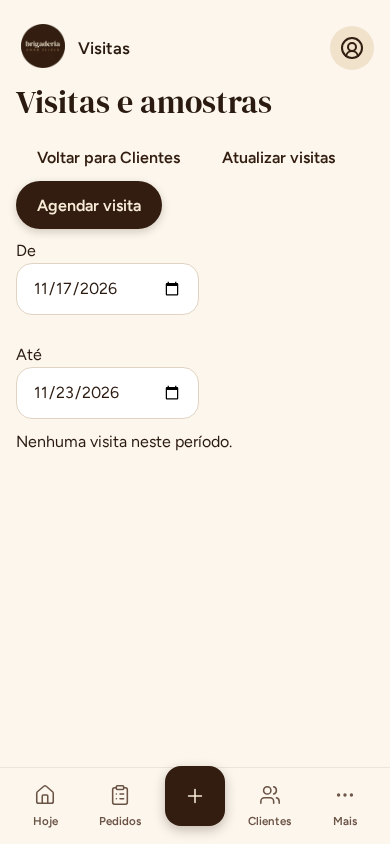 brigaderia
Visitas
Visitas e amostras
Voltar para Clientes
Atualizar visitas
Agendar visita
De
11/17/2026
Até
11/23/2026
Nenhuma visita neste período.
Hoje
Pedidos
Clientes
Mais